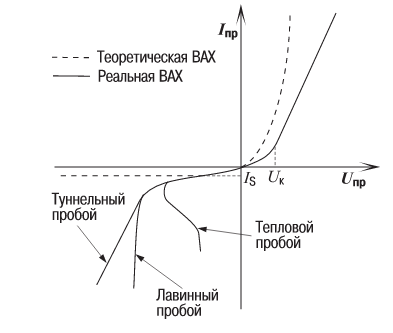 Iпр
Теоретическая ВАХ
Реальная ВАХ
IS
Uк
Uпр
Туннельный
пробой
Тепловой
пробой
Лавинный
пробой